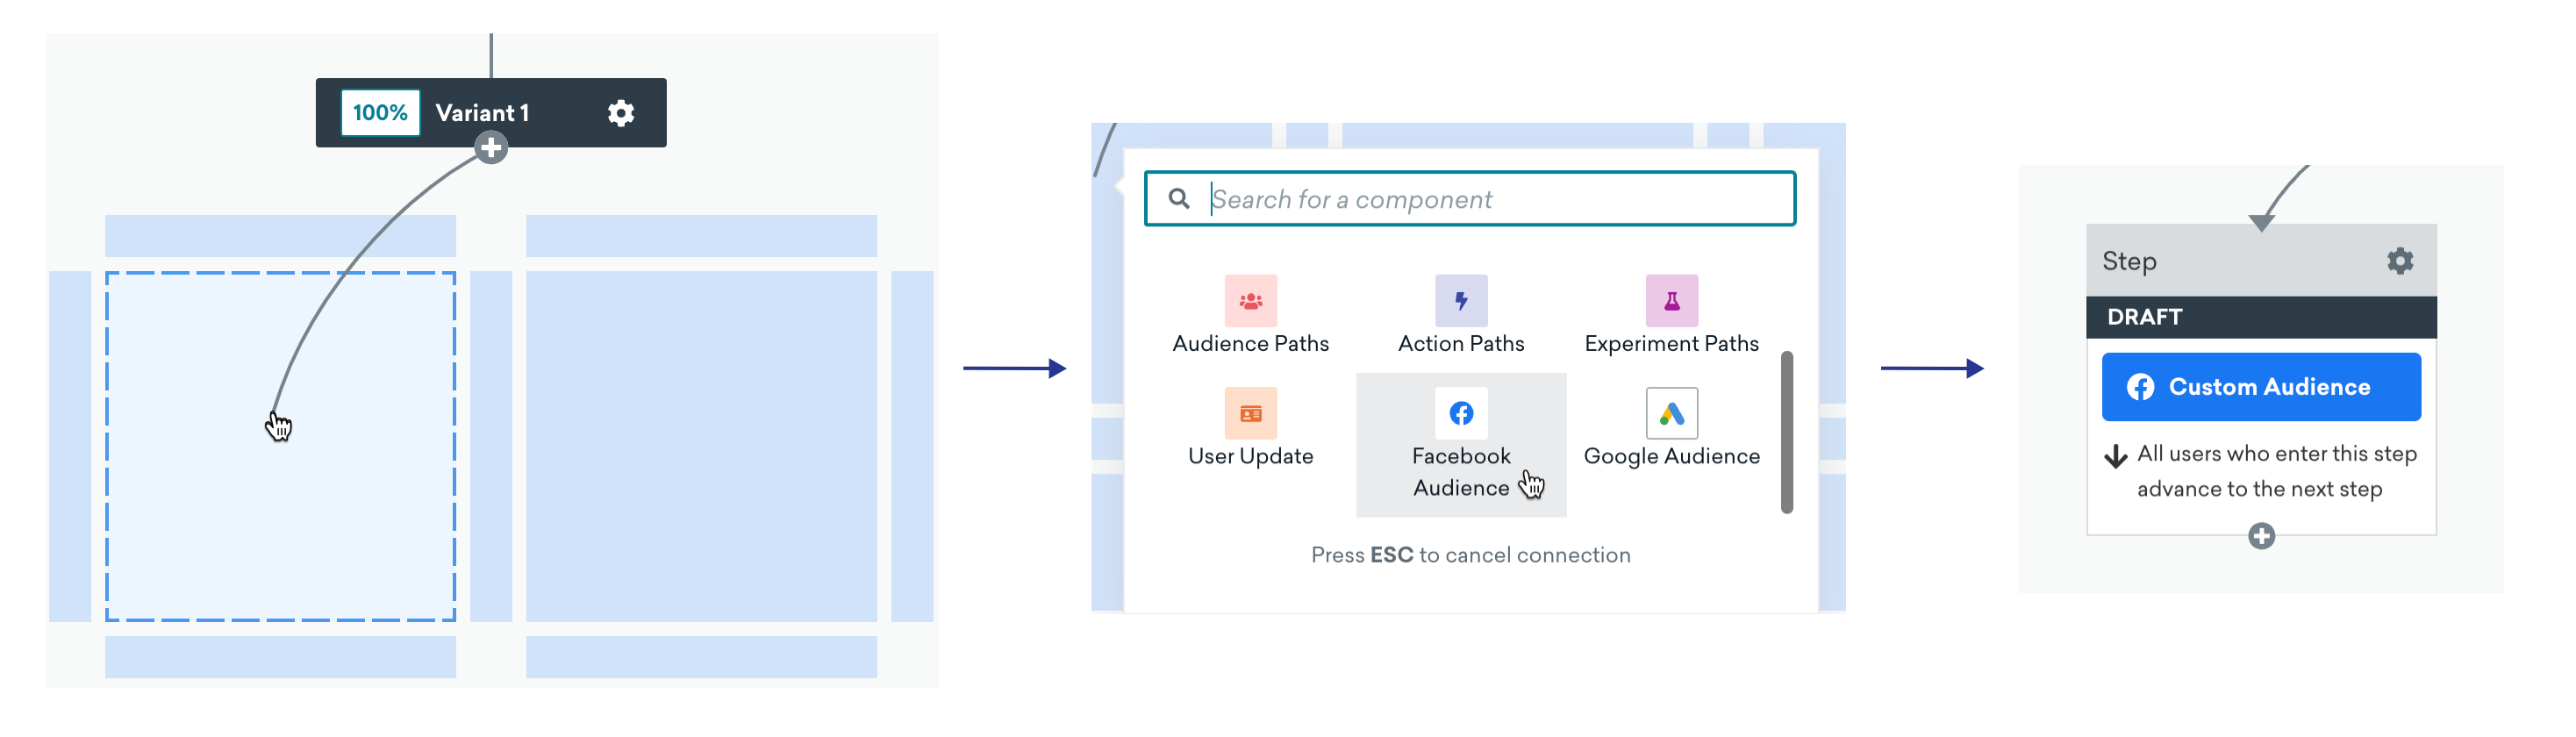 100% Variant 1
Search for a component
Audience Paths
Action Paths
Experiment Paths
User Update
Facebook
Audience
Google Audience
Press ESC to cancel connection
Step
DRAFT
Custom Audience
All users who enter this step
advance to the next step